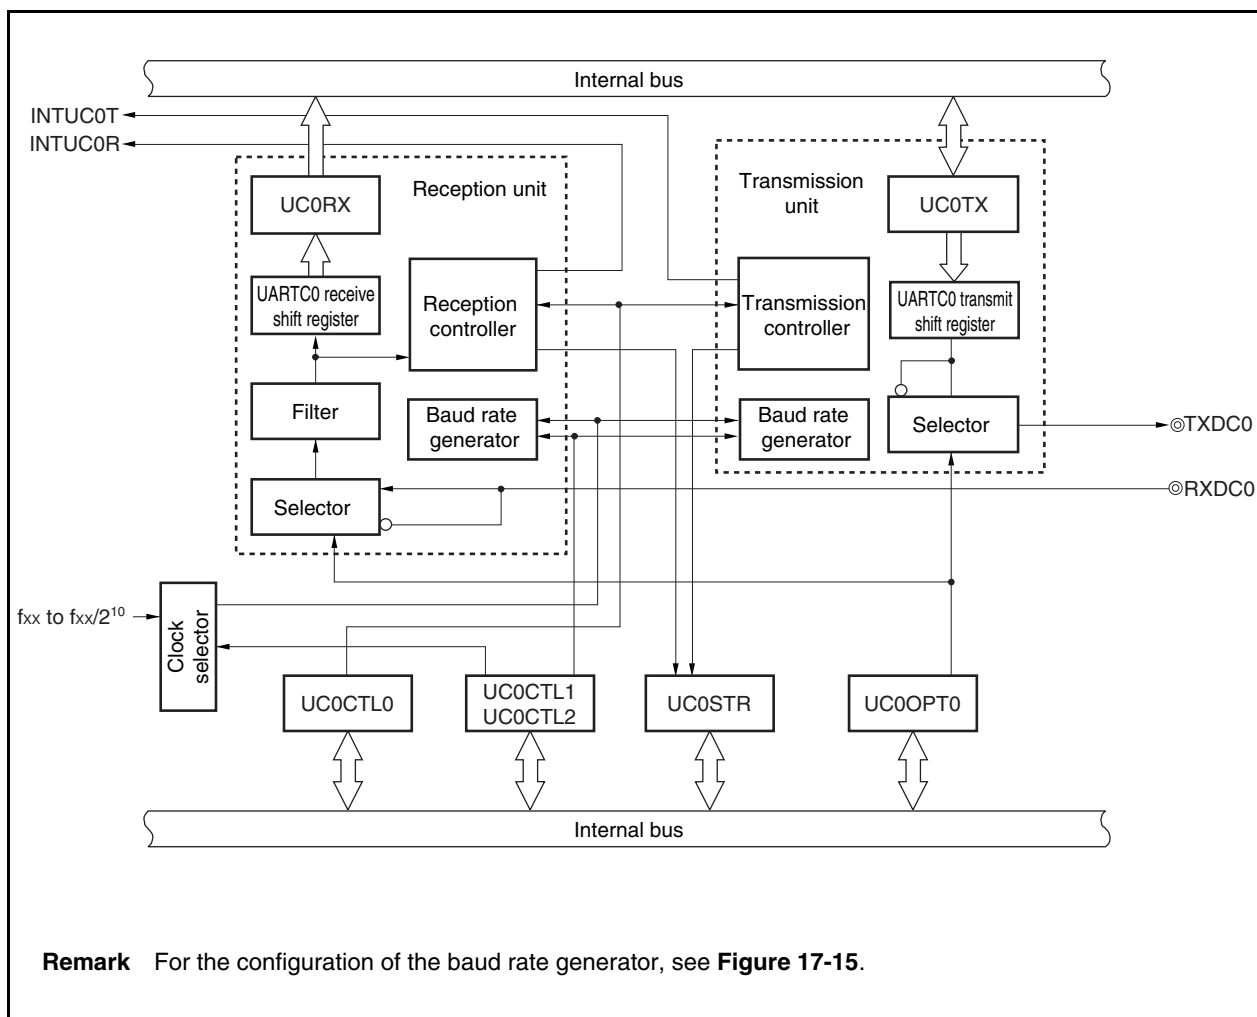 Internal bus
INTUC0T
INTUC0R
Reception unit
UC0RX
UARTC0 receive
shift register
Reception
controller
Filter
Baud rate
generator
Selector
Transmission
unit
UC0TX
Transmission
controller
UARTC0 transmit
shift register
Baud rate
generator
Selector
TXDC0
RXDC0
fxx to fxx/2¹⁰
Clock
selector
UC0CTL0
UC0CTL1
UC0CTL2
UC0STR
UC0OPT0
Internal bus
Remark For the configuration of the baud rate generator, see Figure 17-15.